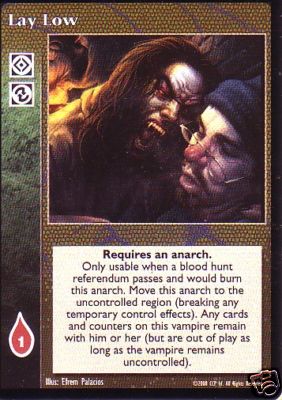 Lay Low
Requires an anarch.
Only usable when a blood hunt
referendum passes and would burn
this anarch. Move this anarch to the
uncontrolled region (breaking any
temporary control effects). Any cards
and counters on this vampire remain
with him or her (but are out of play as
long as the vampire remains
uncontrolled).
1
Illus: Efrem Palacios
All Rights Reserved